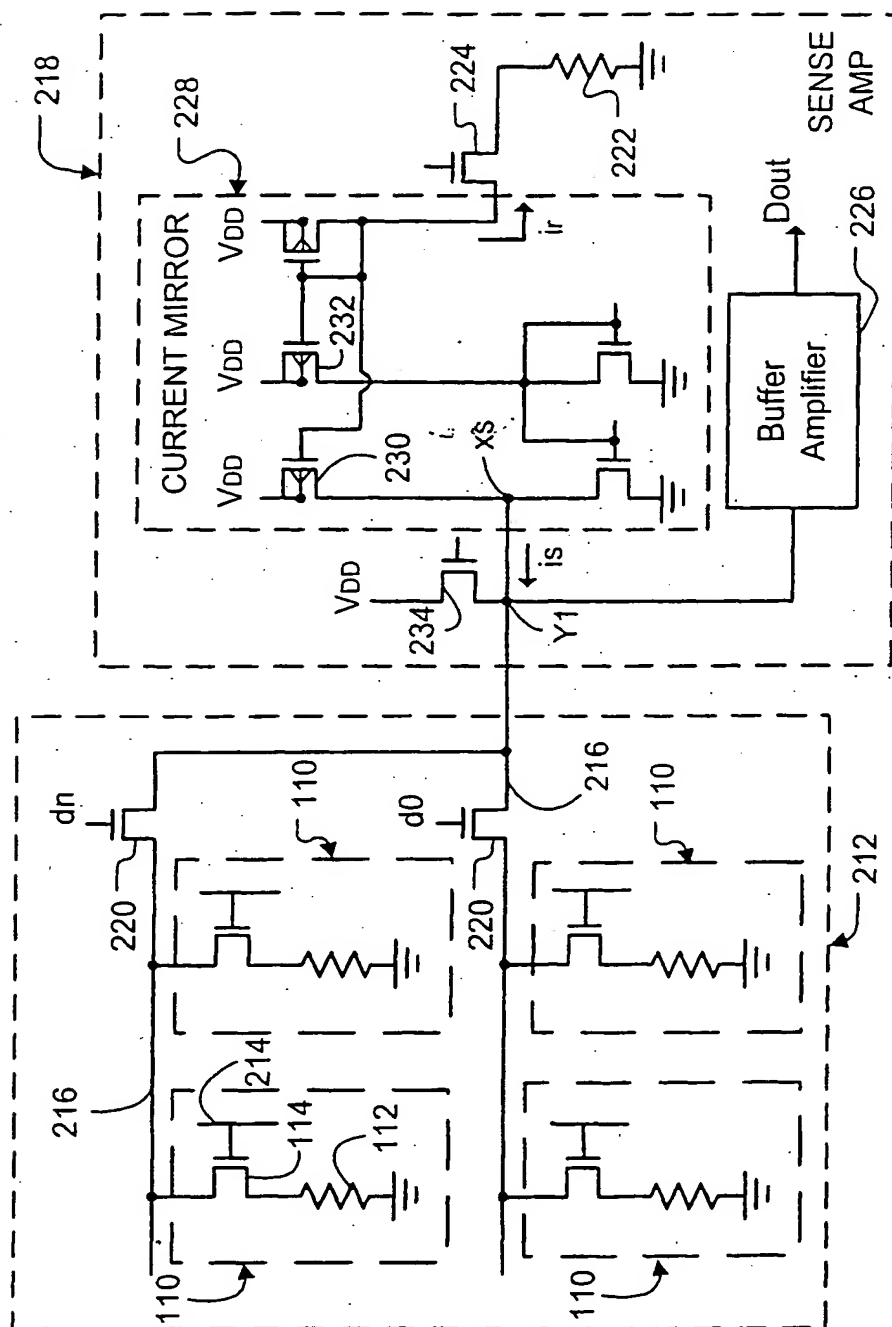 218
228
224
222
SENSE
AMP
CURRENT MIRROR
VDD
VDD
VDD
232
230
ir
xs
is
VDD
234
Y1
Buffer
Amplifier
Dout
226
dn
220
110
216
214
114
112
110
d0
220
216
110
110
212